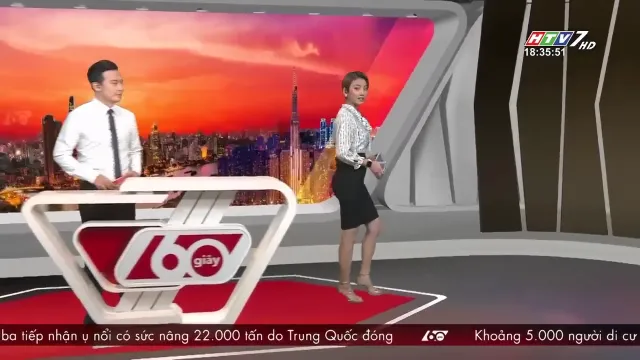 HTV7 HD
18:35:51
60 giây
ba tiếp nhận ụ nổi có sức nâng 22.000 tấn do Trung Quốc đóng 60 Khoảng 5.000 người di cư